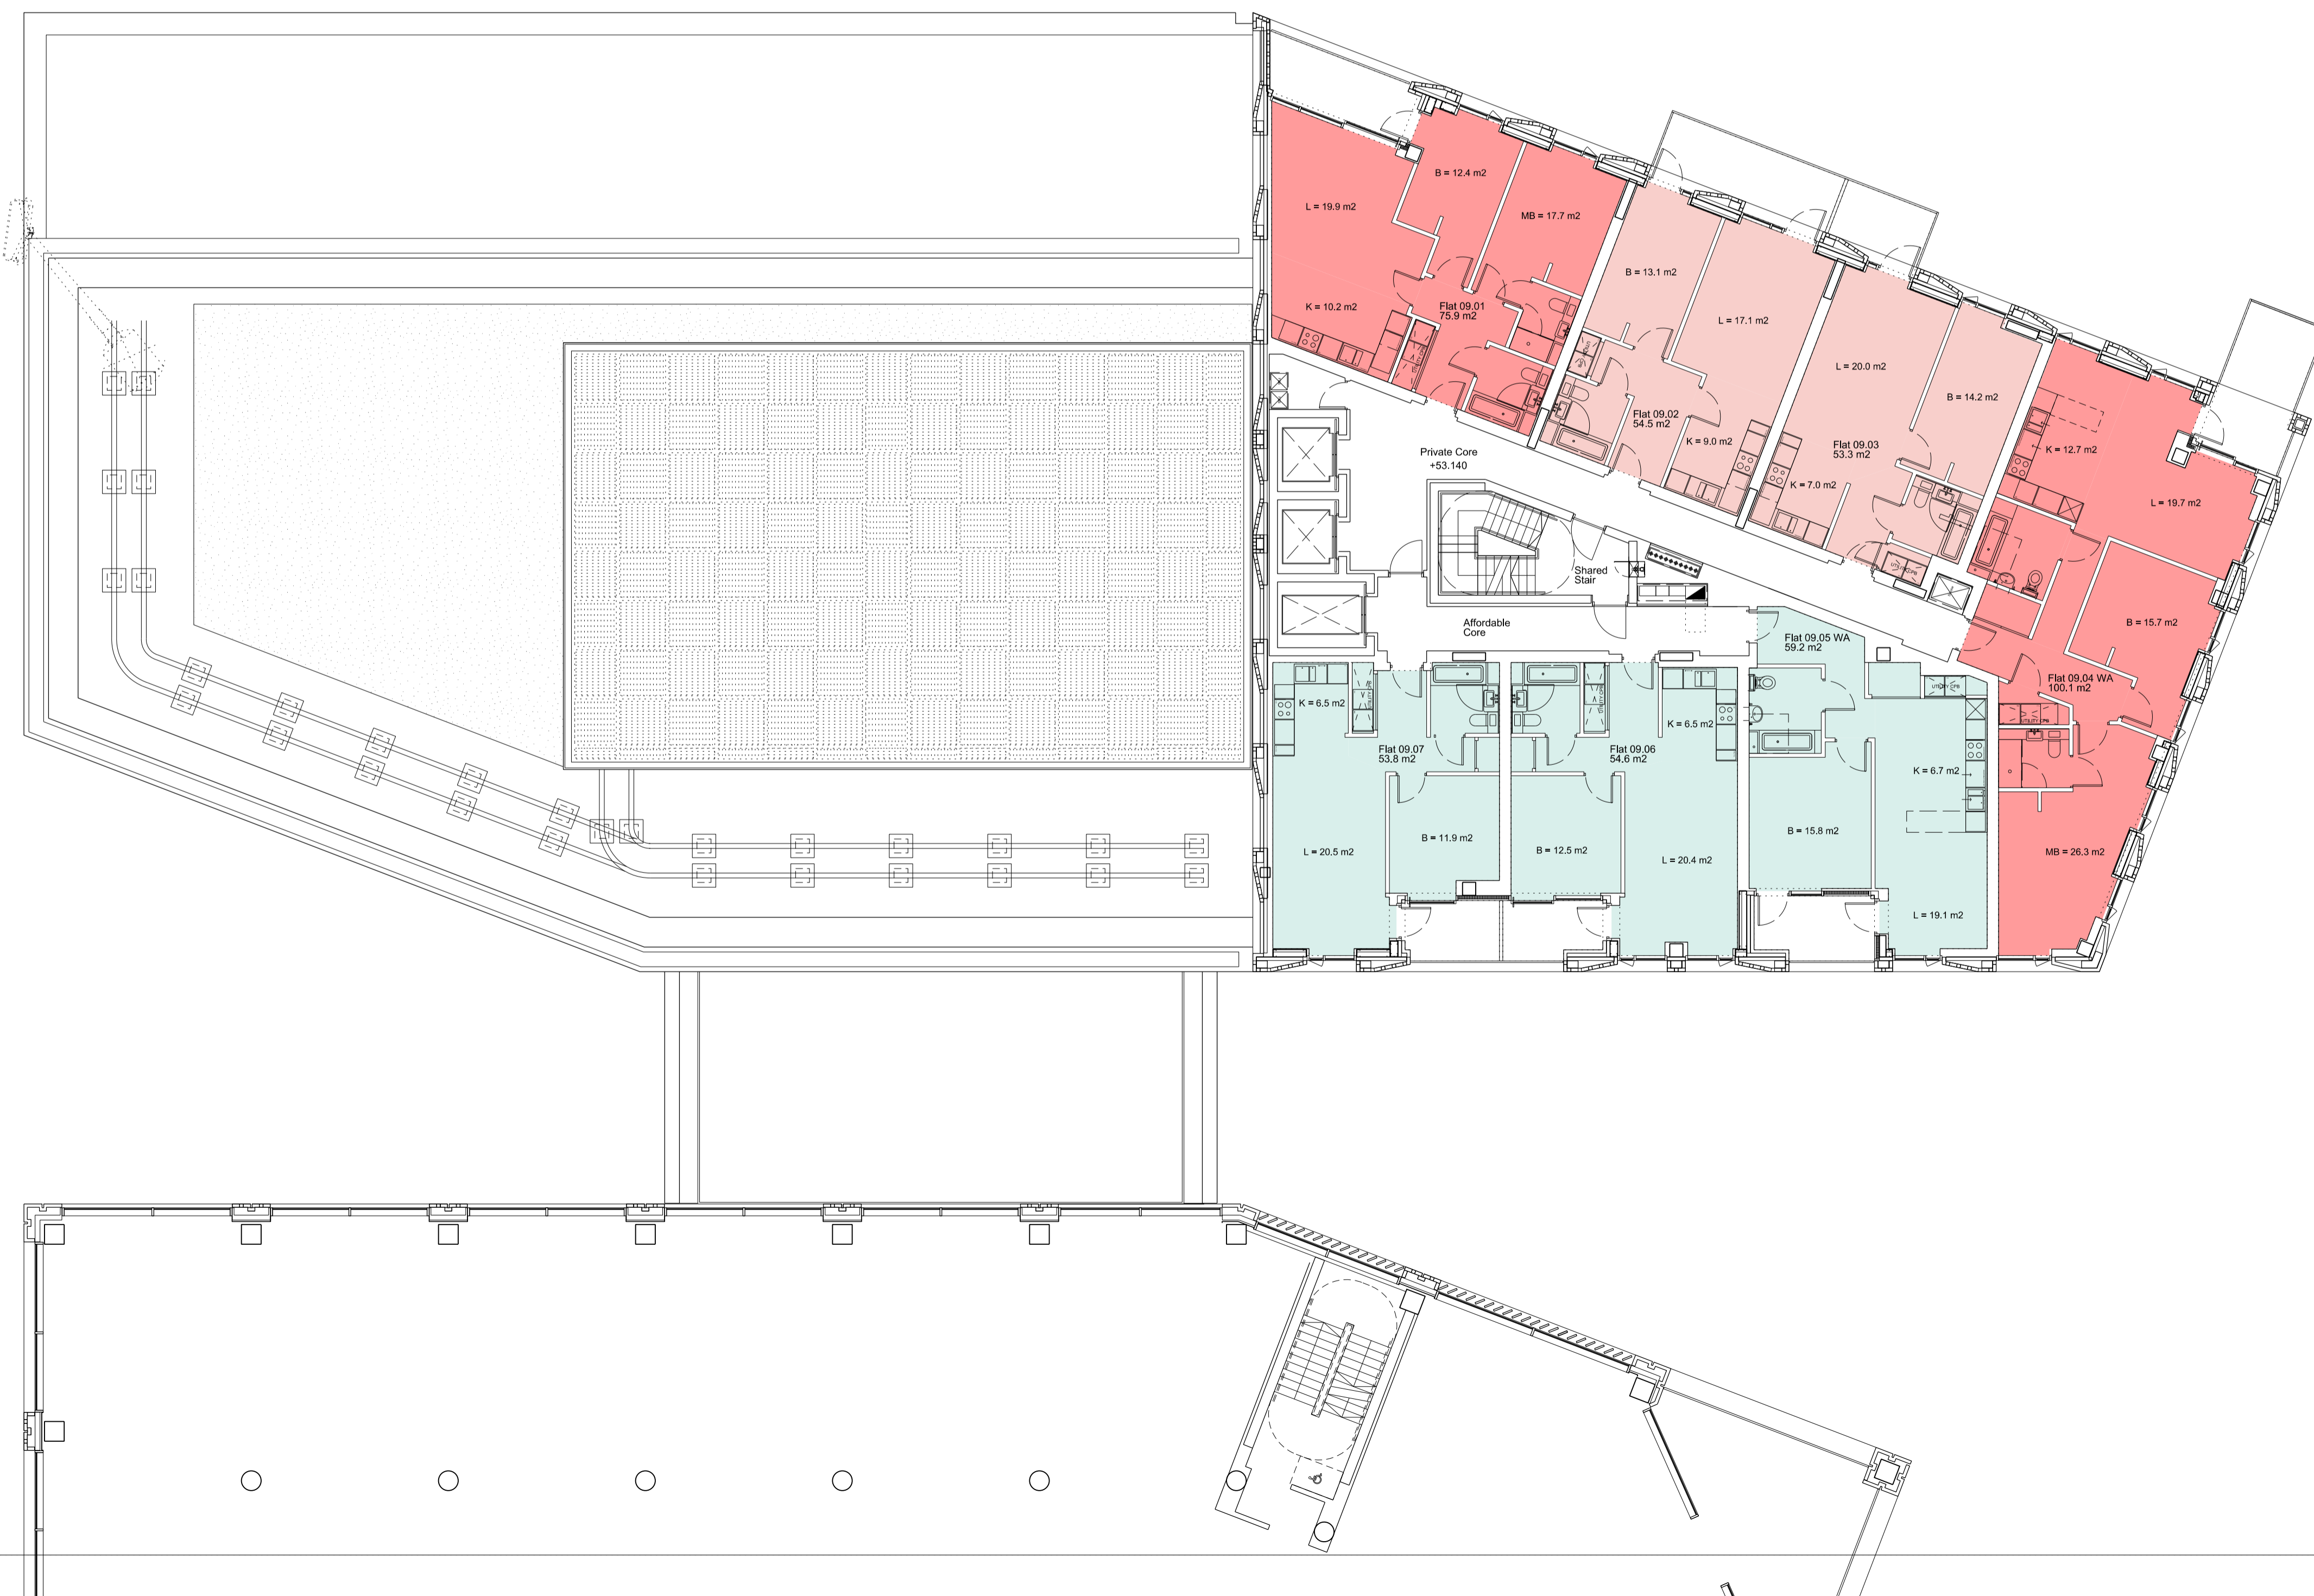 B = 12.4 m2
L = 19.9 m2
MB = 17.7 m2
K = 10.2 m2
Flat 09.01
75.9 m2
B = 13.1 m2
L = 17.1 m2
Flat 09.02
54.5 m2
K = 9.0 m2
L = 20.0 m2
B = 14.2 m2
Flat 09.03
53.3 m2
K = 7.0 m2
UTILITY CPB
K = 12.7 m2
L = 19.7 m2
B = 15.7 m2
Flat 09.04 WA
100.1 m2
UTILITY CPB
MB = 26.3 m2
Private Core
+53.140
Shared
Stair
Affordable
Core
Flat 09.05 WA
59.2 m2
UTILITY CPB
K = 6.7 m2
B = 15.8 m2
L = 19.1 m2
K = 6.5 m2
Flat 09.07
53.8 m2
B = 11.9 m2
L = 20.5 m2
K = 6.5 m2
Flat 09.06
54.6 m2
B = 12.5 m2
L = 20.4 m2